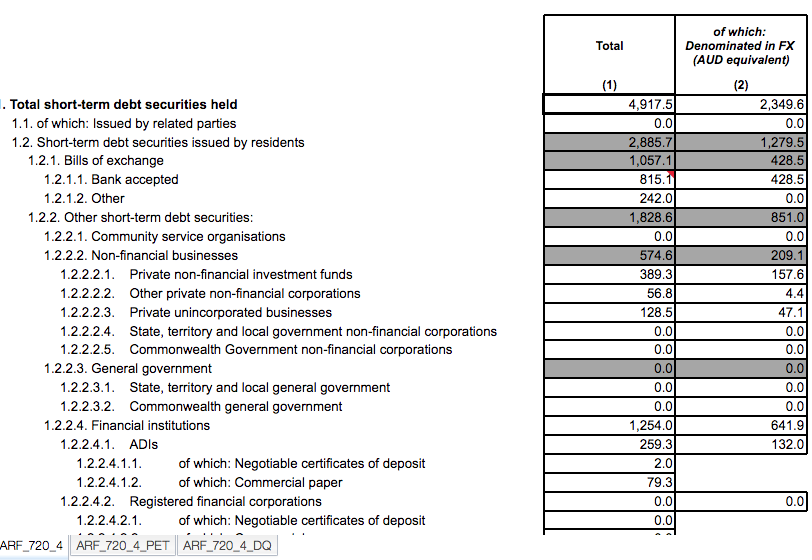 of which:
Total Denominated in FX
(AUD equivalent)
(1) (2)
. Total short-term debt securities held 4,917.5 2,349.6
1.1. of which: Issued by related parties 0.0 0.0
1.2. Short-term debt securities issued by residents 2,885.7 1,279.5
1.2.1. Bills of exchange 1,057.1 428.5
1.2.1.1. Bank accepted 815.1 428.5
1.2.1.2. Other 242.0 0.0
1.2.2. Other short-term debt securities: 1,828.6 851.0
1.2.2.1. Community service organisations 0.0 0.0
1.2.2.2. Non-financial businesses 574.6 209.1
1.2.2.2.1. Private non-financial investment funds 389.3 157.6
1.2.2.2.2. Other private non-financial corporations 56.8 4.4
1.2.2.2.3. Private unincorporated businesses 128.5 47.1
1.2.2.2.4. State, territory and local government non-financial corporations 0.0 0.0
1.2.2.2.5. Commonwealth Government non-financial corporations 0.0 0.0
1.2.2.3. General government 0.0 0.0
1.2.2.3.1. State, territory and local general government 0.0 0.0
1.2.2.3.2. Commonwealth general government 0.0 0.0
1.2.2.4. Financial institutions 1,254.0 641.9
1.2.2.4.1. ADIs 259.3 132.0
1.2.2.4.1.1. of which: Negotiable certificates of deposit 2.0
1.2.2.4.1.2. of which: Commercial paper 79.3
1.2.2.4.2. Registered financial corporations 0.0 0.0
1.2.2.4.2.1. of which: Negotiable certificates of deposit 0.0
ARF_720_4 ARF_720_4_PET ARF_720_4_DQ